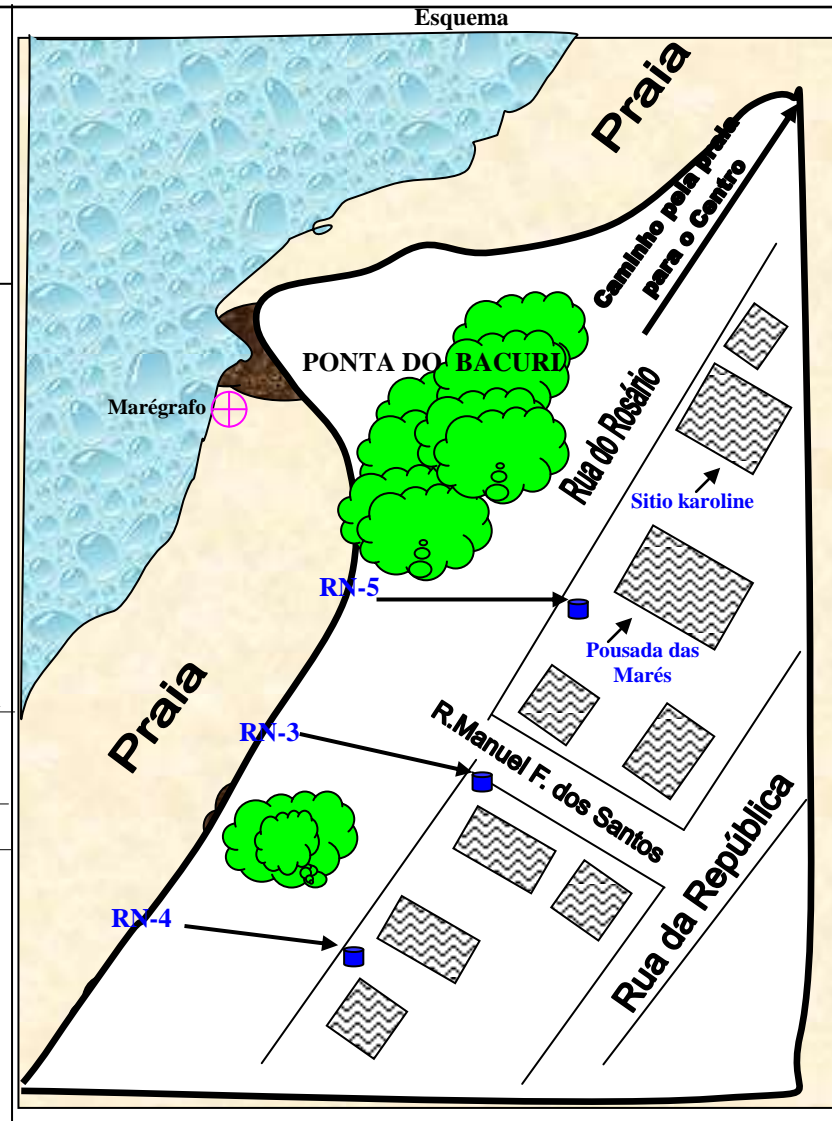 Esquema
Praia
Caminho pela praia
para o Centro
PONTA DO BACURI
Marégrafo
Rua do Rosário
Sitio karoline
RN-5
Pousada das
Marés
Praia
RN-3
R.Manuel F. dos Santos
Rua da República
RN-4